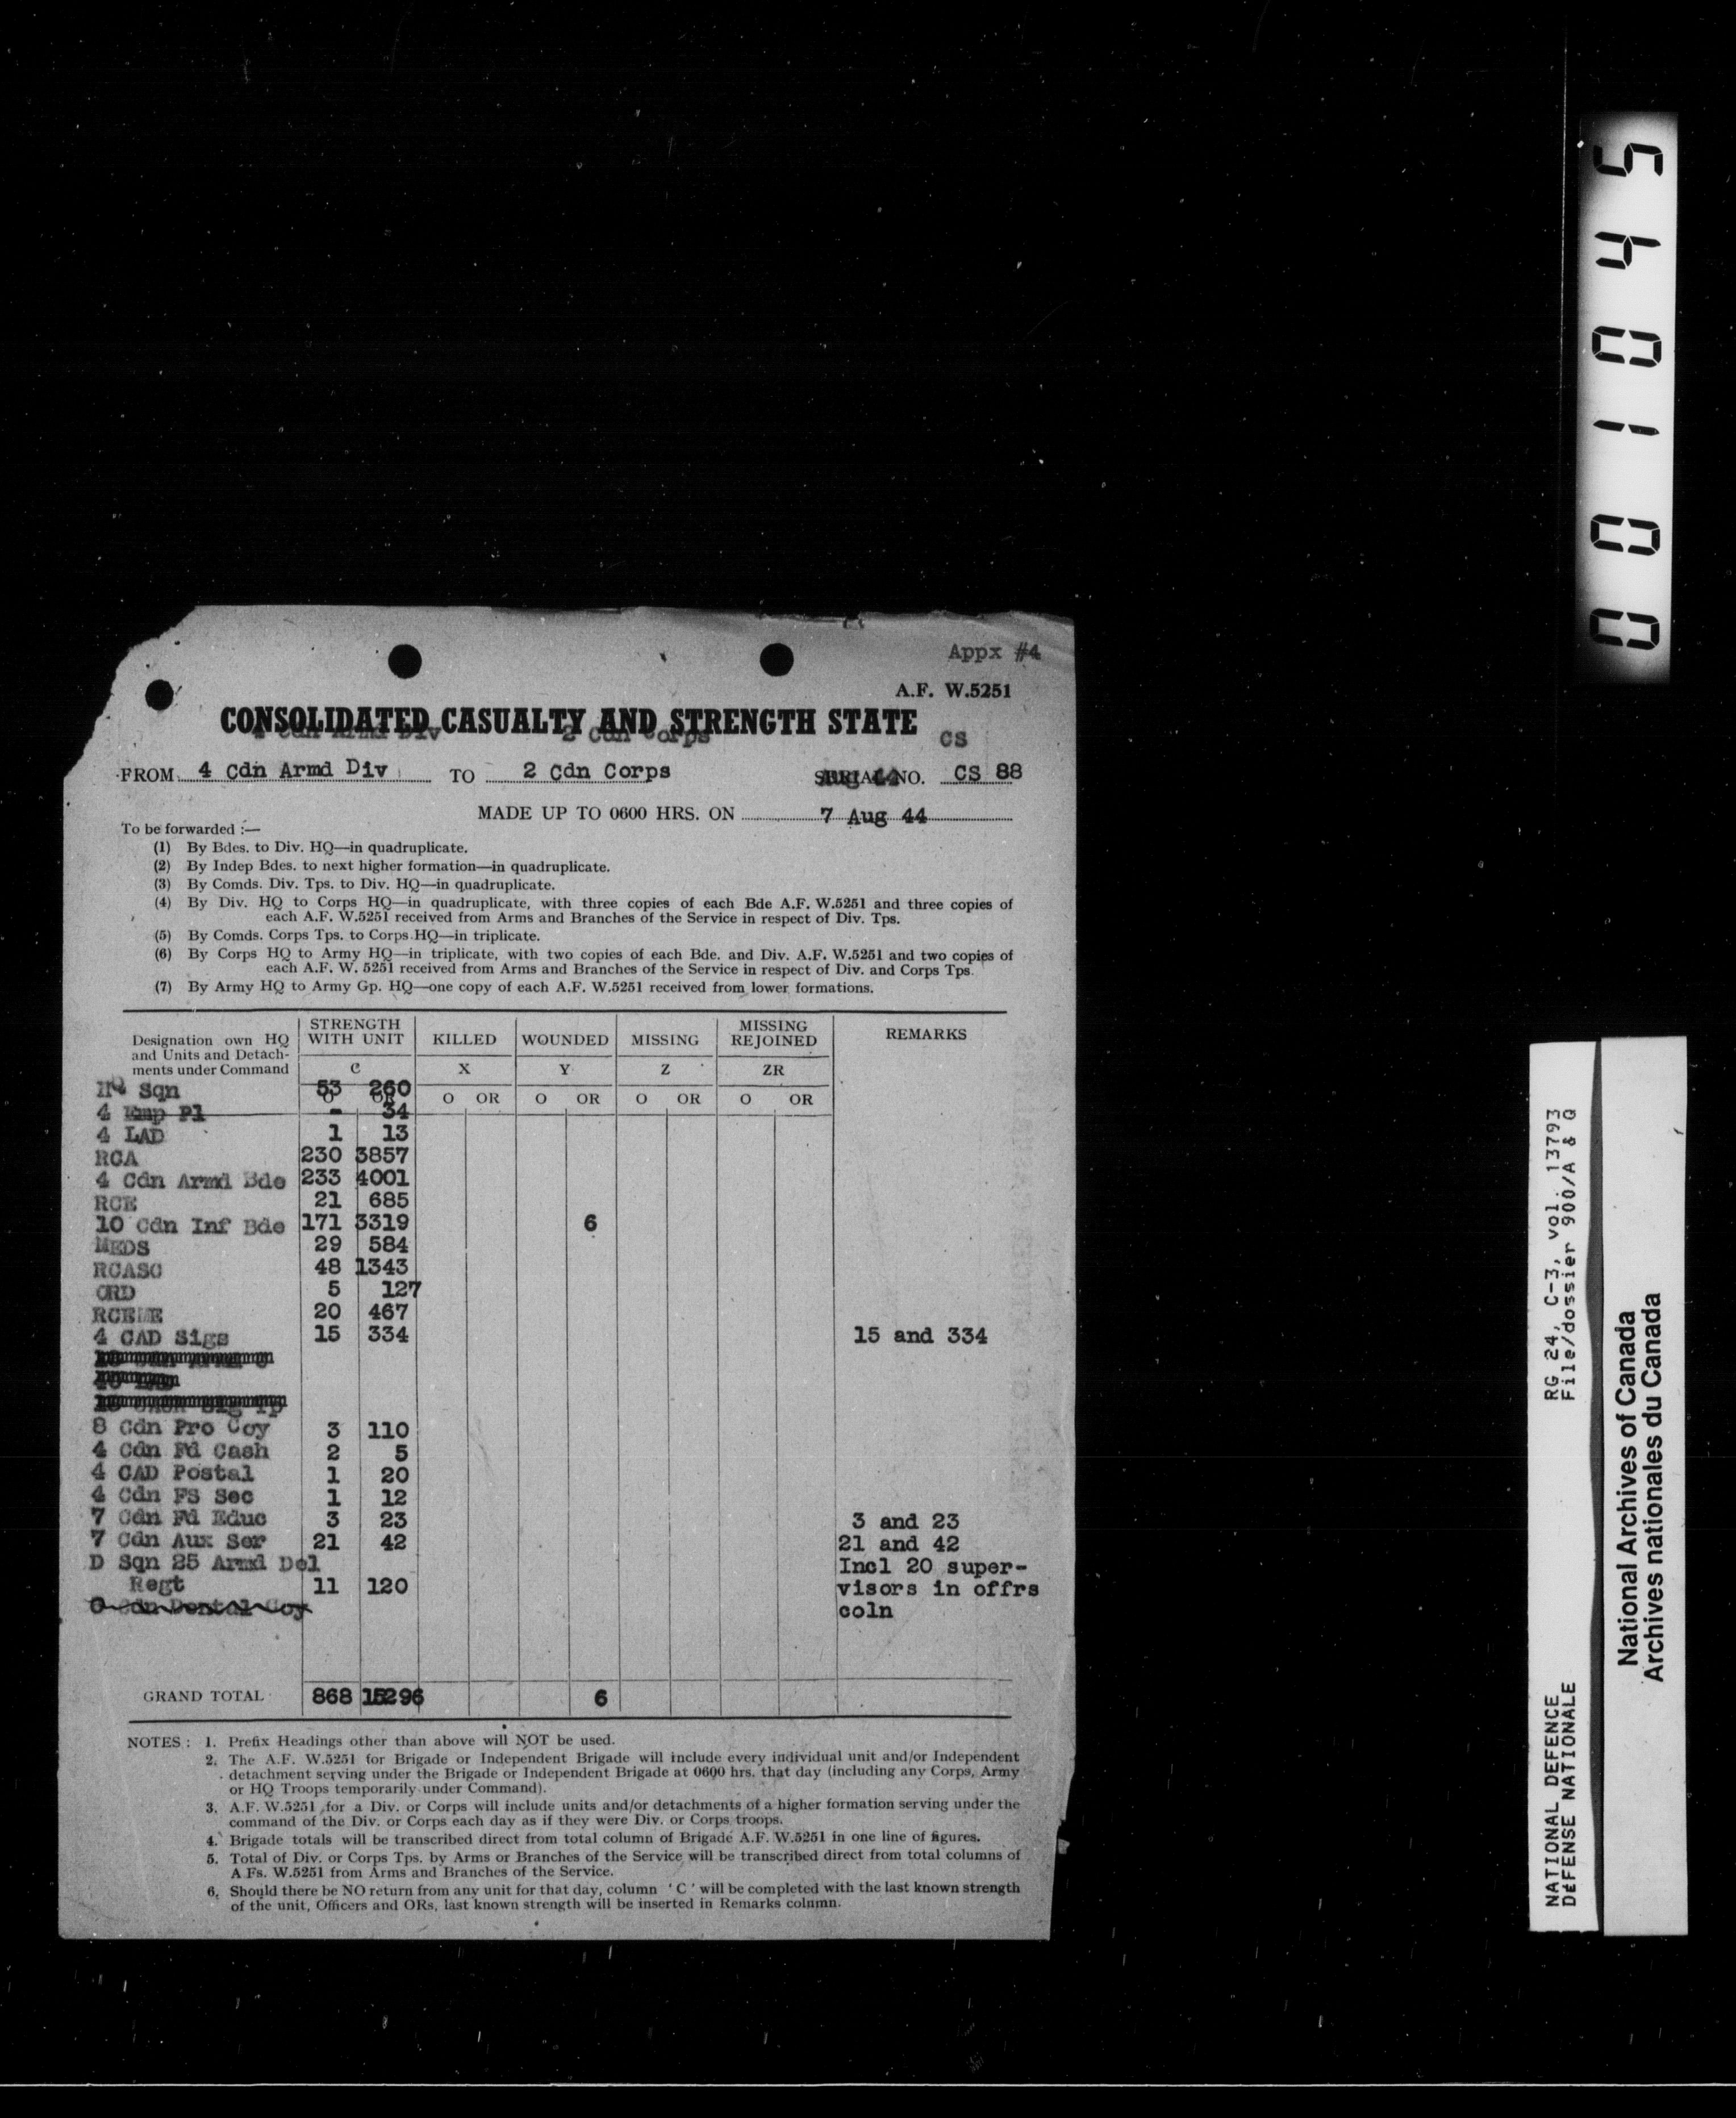 Appx #4
A.F. W.5251
CONSOLIDATED CASUALTY AND STRENGTH STATE
4 Cdn Armd Div 2 Cdn Corps CS
FROM 4 Cdn Armd Div TO 2 Cdn Corps SERIAL NO. CS 88
MADE UP TO 0600 HRS. ON 7 Aug 44
To be forwarded :—
(1) By Bdes. to Div. HQ—in quadruplicate.
(2) By Indep Bdes. to next higher formation—in quadruplicate.
(3) By Comds. Div. Tps. to Div. HQ—in quadruplicate.
(4) By Div. HQ to Corps HQ—in quadruplicate, with three copies of each Bde A.F. W.5251 and three copies of
each A.F. W.5251 received from Arms and Branches of the Service in respect of Div. Tps.
(5) By Comds. Corps Tps. to Corps HQ—in triplicate.
(6) By Corps HQ to Army HQ—in triplicate, with two copies of each Bde. and Div. A.F. W.5251 and two copies of
each A.F. W. 5251 received from Arms and Branches of the Service in respect of Div. and Corps Tps.
(7) By Army HQ to Army Gp. HQ—one copy of each A.F. W.5251 received from lower formations.
Designation own HQ
and Units and Detach-
ments under Command
STRENGTH
WITH UNIT
KILLED WOUNDED MISSING
MISSING
REJOINED
REMARKS
C X Y Z ZR
O OR O OR O OR O OR O OR
HQ Sqn 53 260
4 Emp Pl - 34
4 LAD 1 13
RCA 230 3857
4 Cdn Armd Bde 233 4001
RCE 21 685
10 Cdn Inf Bde 171 3319 6
MEDS 29 584
RCASC 48 1343
ORD 5 127
RCEME 20 467
4 CAD Sigs 15 334 15 and 334
8 Cdn Pro Coy 3 110
4 Cdn Fd Cash 2 5
4 CAD Postal 1 20
4 Cdn FS Sec 1 12
7 Cdn Fd Educ 3 23 3 and 23
7 Cdn Aux Ser 21 42 21 and 42
D Sqn 25 Armd Del Incl 20 super-
Regt 11 120 visors in offrs
Cdn Dental Coy coln
GRAND TOTAL 868 15296 6
NOTES : 1. Prefix Headings other than above will NOT be used.
2. The A.F. W.5251 for Brigade or Independent Brigade will include every individual unit and/or Independent
detachment serving under the Brigade or Independent Brigade at 0600 hrs. that day (including any Corps, Army
or HQ Troops temporarily under Command).
3. A.F. W.5251 for a Div. or Corps will include units and/or detachments of a higher formation serving under the
command of the Div. or Corps each day as if they were Div. or Corps troops.
4. Brigade totals will be transcribed direct from total column of Brigade A.F. W.5251 in one line of figures.
5. Total of Div. or Corps Tps. by Arms or Branches of the Service will be transcribed direct from total columns of
A Fs. W.5251 from Arms and Branches of the Service.
6. Should there be NO return from any unit for that day, column 'C' will be completed with the last known strength
of the unit, Officers and ORs, last known strength will be inserted in Remarks colnmn.
001045
RG 24, C-3, vol. 13793
File/dossier 900/A & Q
NATIONAL DEFENCE
DÉFENSE NATIONALE
National Archives of Canada
Archives nationales du Canada